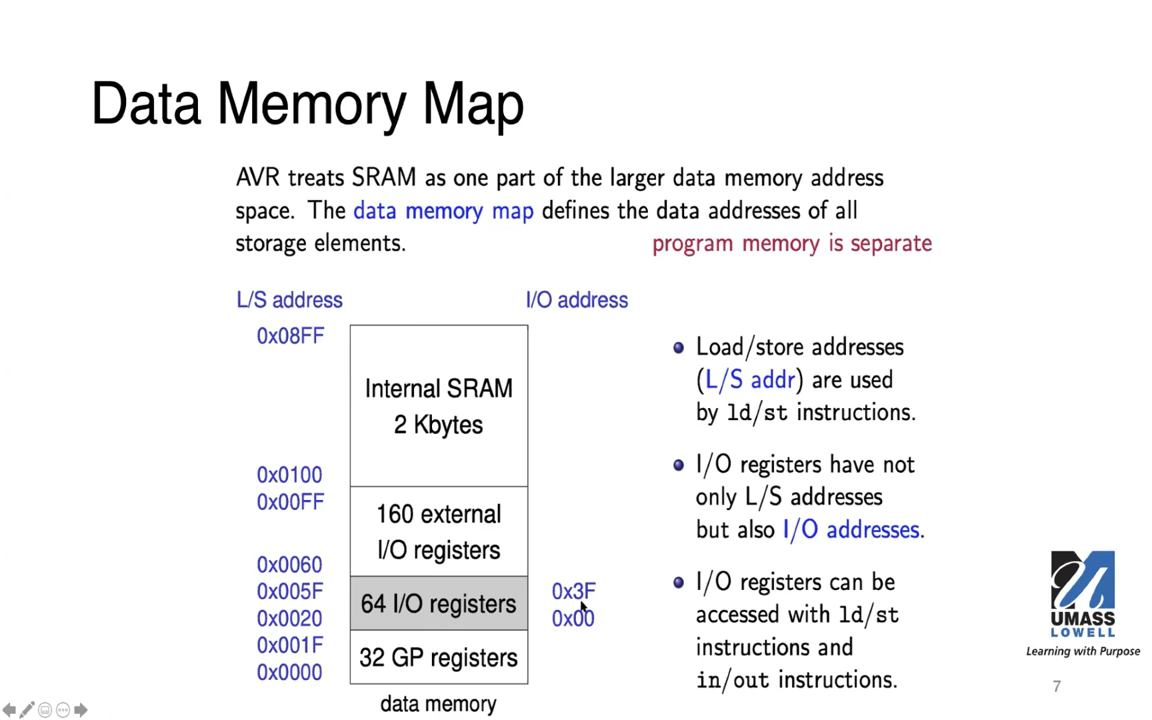 Data Memory Map
AVR treats SRAM as one part of the larger data memory address
space. The data memory map defines the data addresses of all
storage elements.
program memory is separate
L/S address
I/O address
0x08FF
Internal SRAM
2 Kbytes
0x0100
0x00FF
160 external
I/O registers
0x0060
0x005F
64 I/O registers
0x3F
0x0020
0x00
0x001F
32 GP registers
0x0000
data memory
Load/store addresses
(L/S addr) are used
by ld/st instructions.
I/O registers have not
only L/S addresses
but also I/O addresses.
I/O registers can be
accessed with ld/st
instructions and
in/out instructions.
UMASS
LOWELL
Learning with Purpose
7